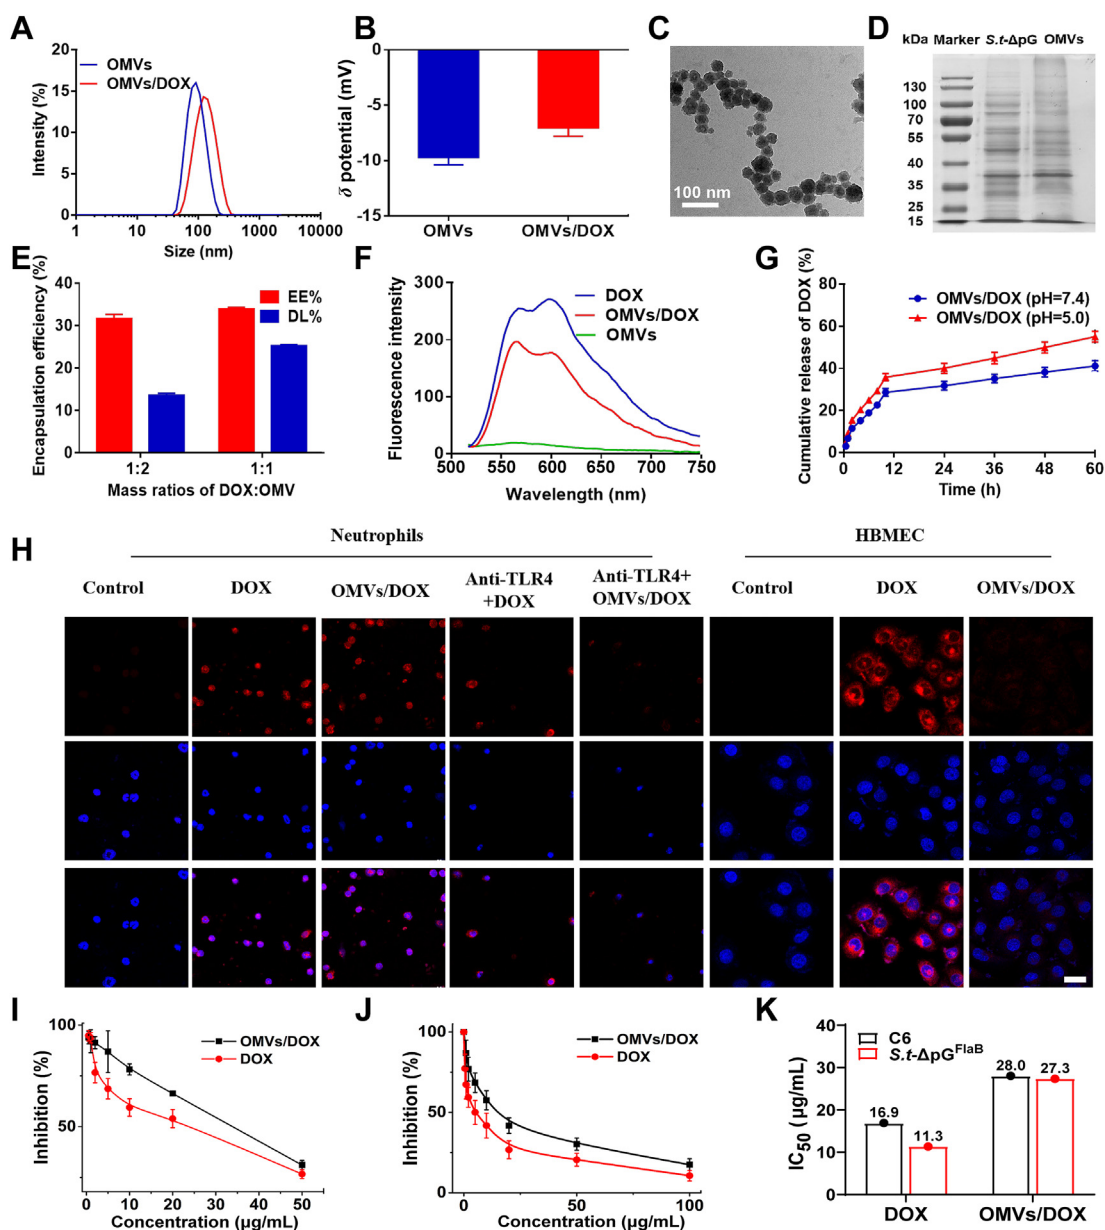 A
Intensity (%)
20
15
10
5
0
OMVs
OMVs/DOX
1 10 100 1000 10000
Size (nm)
B
δ potential (mV)
0
-5
-10
-15
OMVs OMVs/DOX
C
100 nm
D
kDa Marker S.t-ΔpG OMVs
130
100
70
55
40
35
25
15
E
Encapsulation efficiency (%)
40
30
20
10
0
EE%
DL%
1:2 1:1
Mass ratios of DOX:OMV
F
Fluorescence intensity
300
200
100
0
DOX
OMVs/DOX
OMVs
500 550 600 650 700 750
Wavelength (nm)
G
Cumulative release of DOX (%)
80
60
40
20
0
OMVs/DOX (pH=7.4)
OMVs/DOX (pH=5.0)
0 12 24 36 48 60
Time (h)
H
Neutrophils HBMEC
Control DOX OMVs/DOX Anti-TLR4 +DOX Anti-TLR4+ OMVs/DOX Control DOX OMVs/DOX
I
Inhibition (%)
100
50
OMVs/DOX
DOX
0 10 20 30 40 50
Concentration (μg/mL)
J
Inhibition (%)
100
50
0
OMVs/DOX
DOX
0 50 100
Concentration (μg/mL)
K
IC50 (μg/mL)
40
30
20
10
0
C6
S.t-ΔpGFlaB
16.9
11.3
28.0
27.3
DOX OMVs/DOX